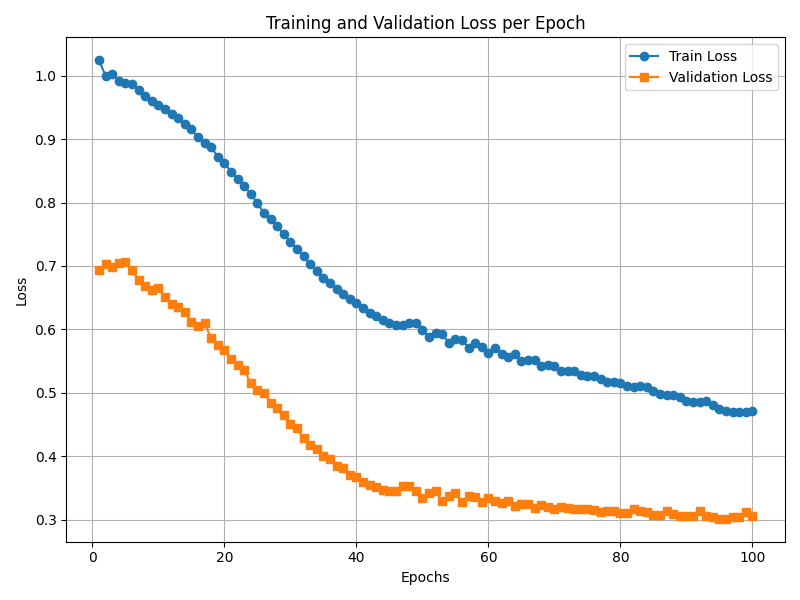 Training and Validation Loss per Epoch
Train Loss
Validation Loss
1.0
0.9
0.8
0.7
0.6
0.5
0.4
0.3
Loss
0 20 40 60 80 100
Epochs